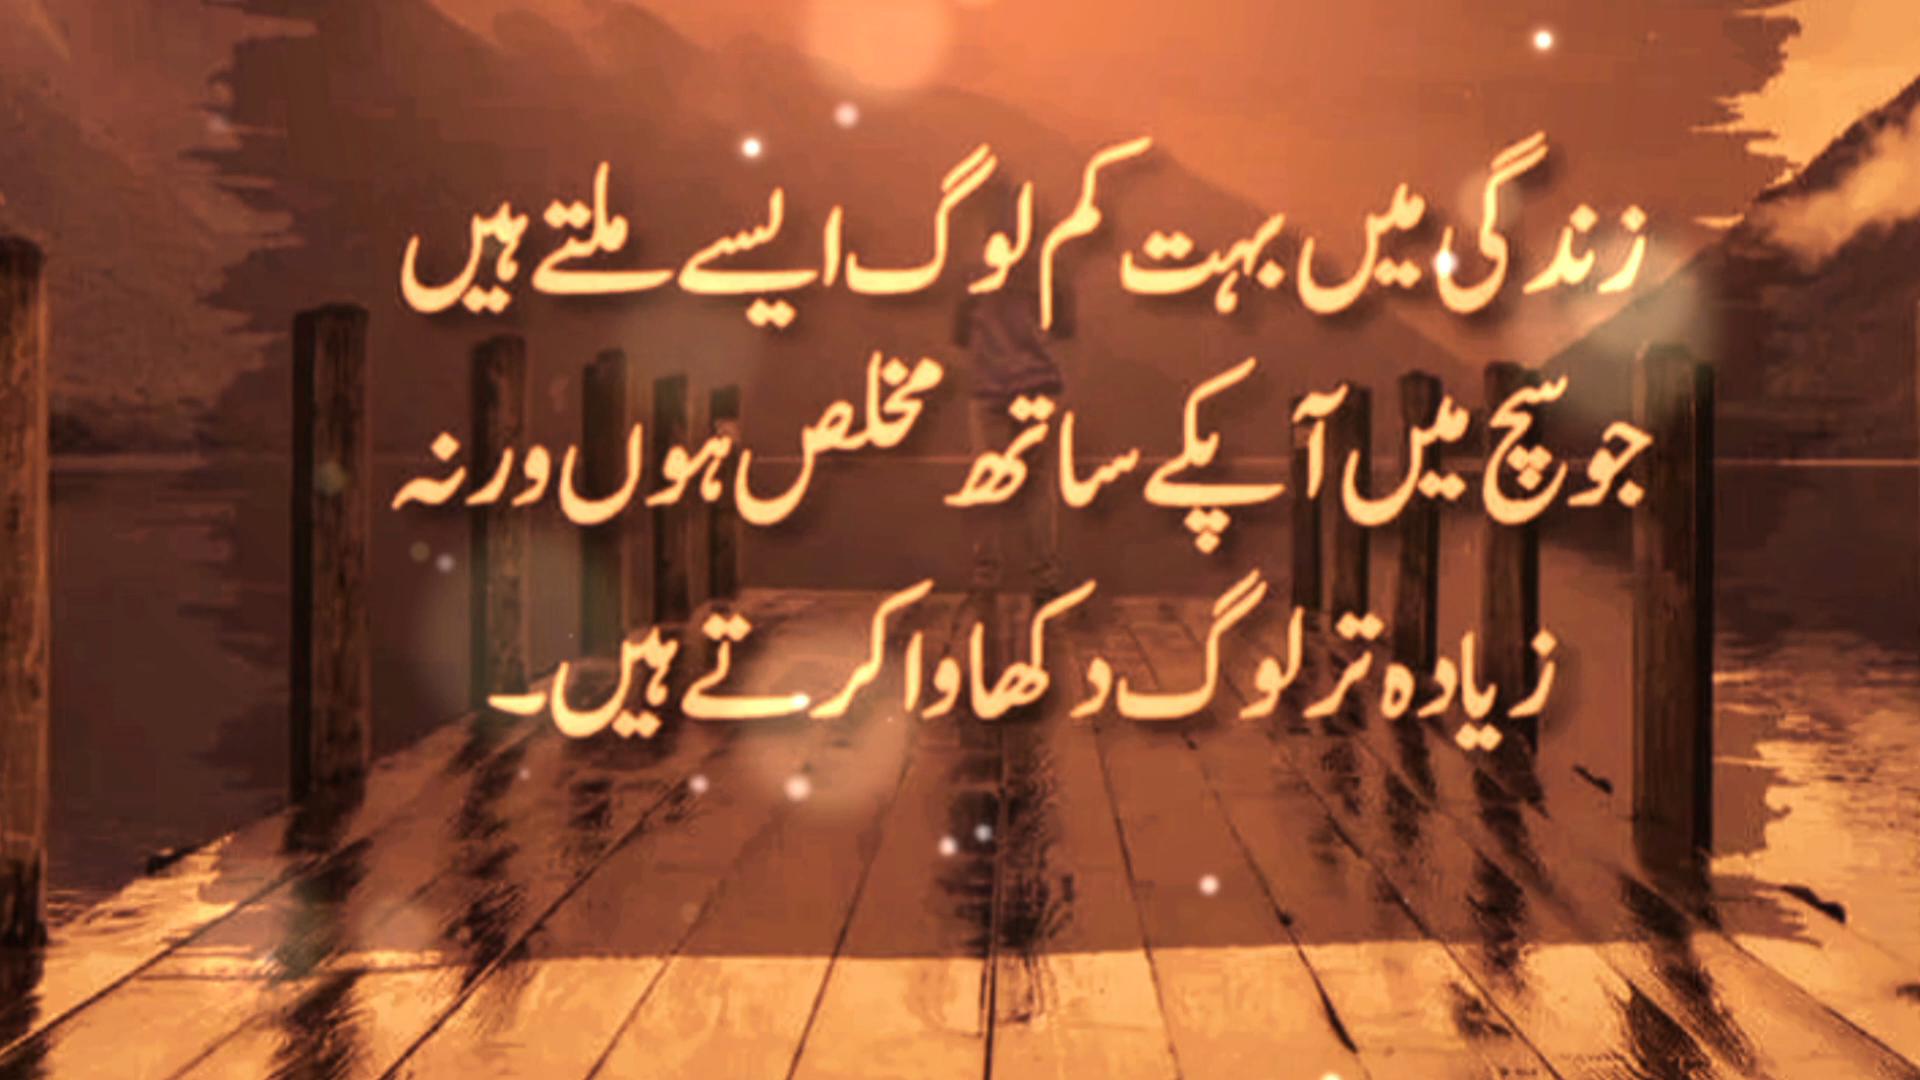 زندگی میں بہت کم لوگ ایسے ملتے ہیں
جو سچ میں آپکے ساتھ مخلص ہوں ورنہ
زیادہ تر لوگ دکھاوا کرتے ہیں۔